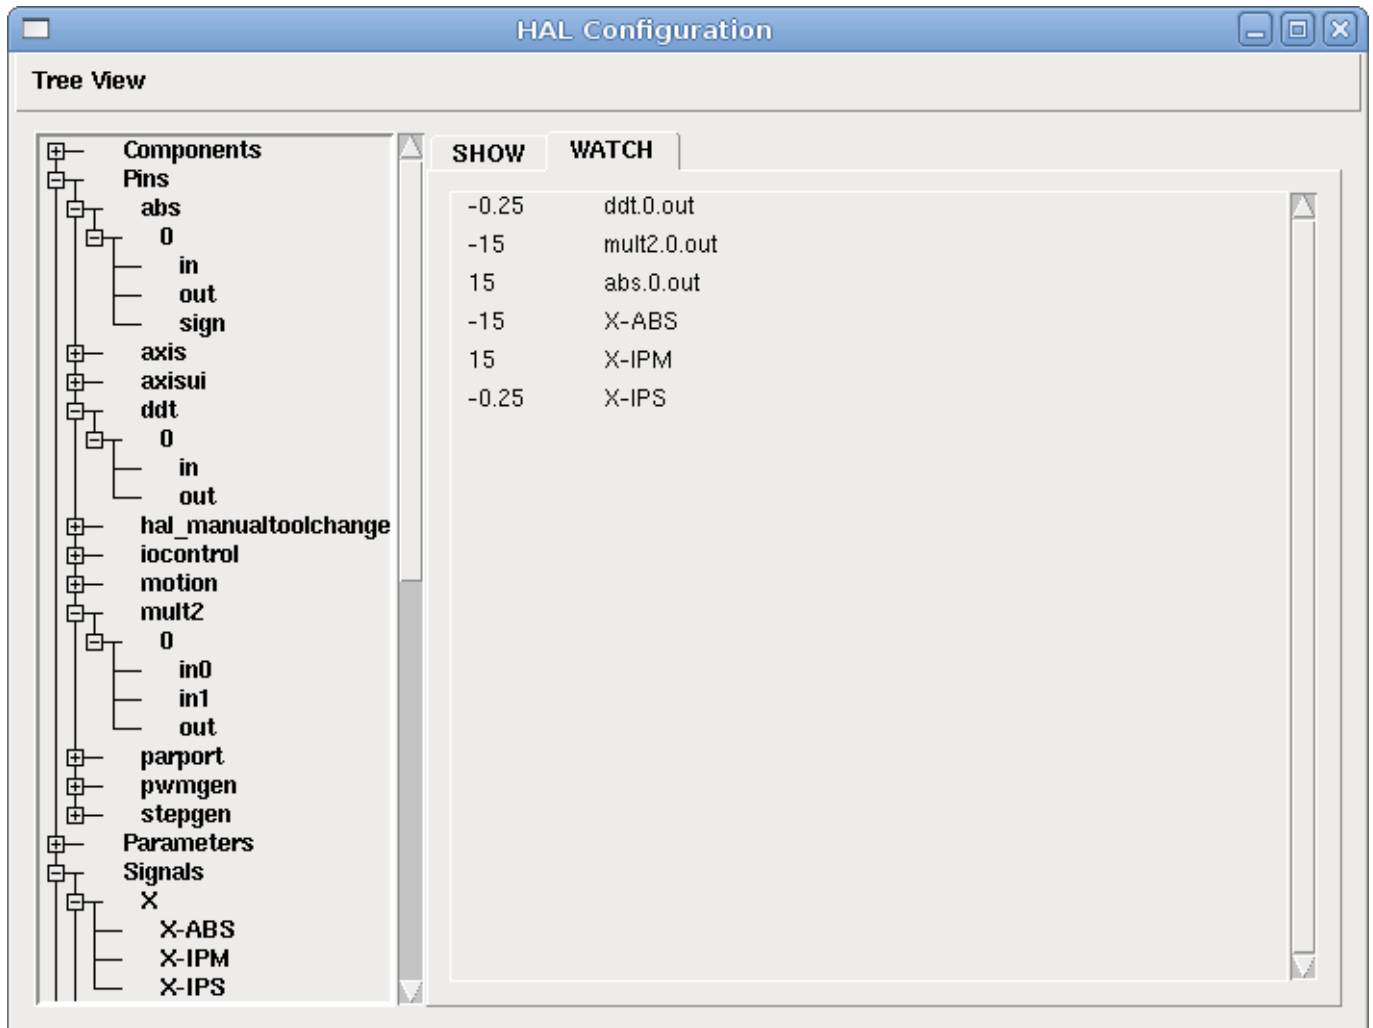 HAL Configuration
Tree View
Components
Pins
abs
0
in
out
sign
axis
axisui
ddt
0
in
out
hal_manualtoolchange
iocontrol
motion
mult2
0
in0
in1
out
parport
pwmgen
stepgen
Parameters
Signals
X
X-ABS
X-IPM
X-IPS
SHOW WATCH
-0.25 ddt.0.out
-15 mult2.0.out
15 abs.0.out
-15 X-ABS
15 X-IPM
-0.25 X-IPS